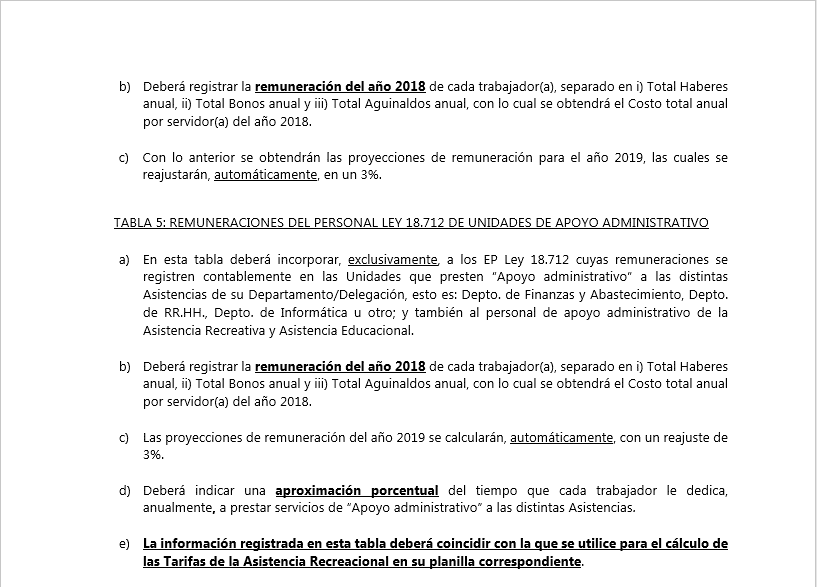 b) Deberá registrar la remuneración del año 2018 de cada trabajador(a), separado en i) Total Haberes
anual, ii) Total Bonos anual y iii) Total Aguinaldos anual, con lo cual se obtendrá el Costo total anual
por servidor(a) del año 2018.
c) Con lo anterior se obtendrán las proyecciones de remuneración para el año 2019, las cuales se
reajustarán, automáticamente, en un 3%.
TABLA 5: REMUNERACIONES DEL PERSONAL LEY 18.712 DE UNIDADES DE APOYO ADMINISTRATIVO
a) En esta tabla deberá incorporar, exclusivamente, a los EP Ley 18.712 cuyas remuneraciones se
registren contablemente en las Unidades que presten “Apoyo administrativo” a las distintas
Asistencias de su Departamento/Delegación, esto es: Depto. de Finanzas y Abastecimiento, Depto.
de RR.HH., Depto. de Informática u otro; y también al personal de apoyo administrativo de la
Asistencia Recreativa y Asistencia Educacional.
b) Deberá registrar la remuneración del año 2018 de cada trabajador(a), separado en i) Total Haberes
anual, ii) Total Bonos anual y iii) Total Aguinaldos anual, con lo cual se obtendrá el Costo total anual
por servidor(a) del año 2018.
c) Las proyecciones de remuneración del año 2019 se calcularán, automáticamente, con un reajuste de
3%.
d) Deberá indicar una aproximación porcentual del tiempo que cada trabajador le dedica,
anualmente, a prestar servicios de “Apoyo administrativo” a las distintas Asistencias.
e) La información registrada en esta tabla deberá coincidir con la que se utilice para el cálculo de
las Tarifas de la Asistencia Recreacional en su planilla correspondiente.